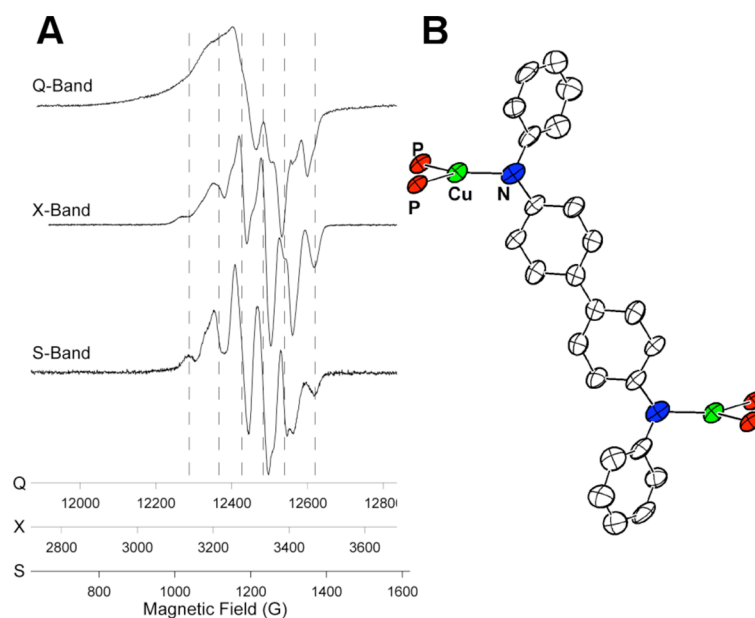 A
B
Q-Band
X-Band
S-Band
P
P
Cu
N
Q
12000 12200 12400 12600 12800
X
2800 3000 3200 3400 3600
S
800 1000 1200 1400 1600
Magnetic Field (G)